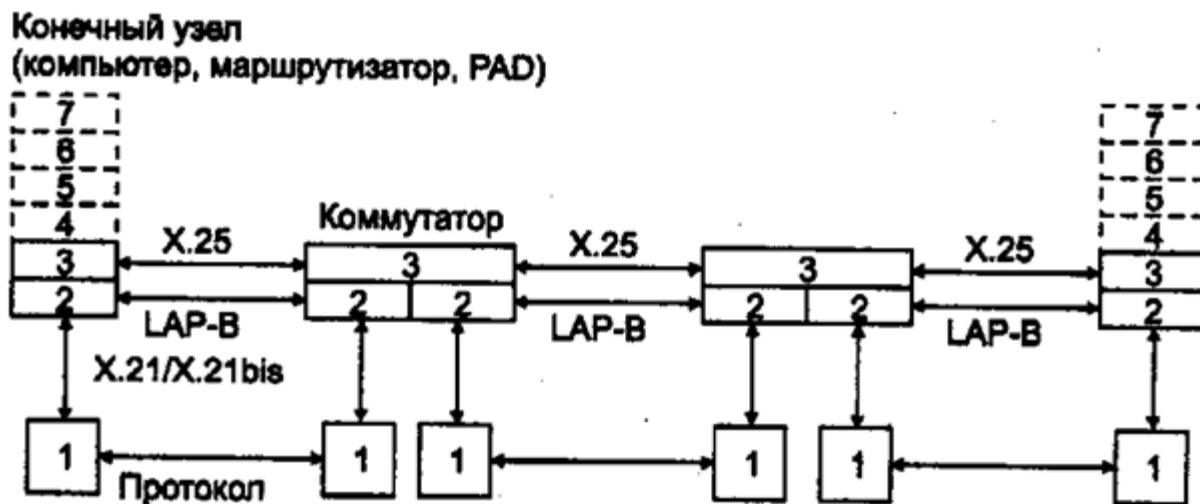 Конечный узел
(компьютер, маршрутизатор, PAD)
7
7
6
6
5
5
4
Коммутатор
4
X.25
X.25
X.25
3
3
3
3
2
2
2
2
2
2
LAP-B
LAP-B
LAP-B
X.21/X.21bis
1
1
1
1
1
1
Протокол